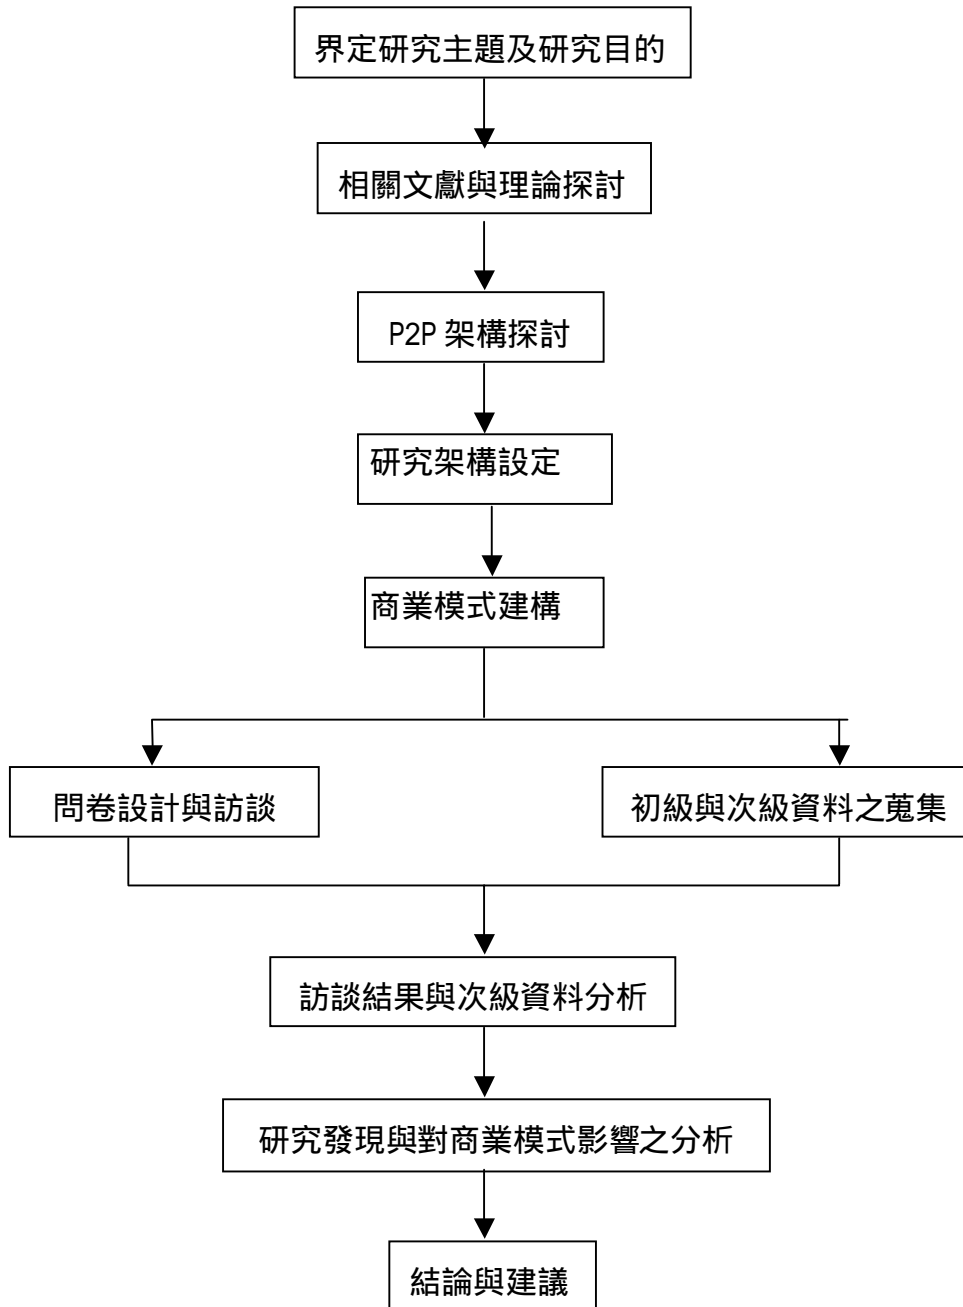 界定研究主題及研究目的
相關文獻與理論探討
P2P 架構探討
研究架構設定
商業模式建構
問卷設計與訪談
初級與次級資料之蒐集
訪談結果與次級資料分析
研究發現與對商業模式影響之分析
結論與建議